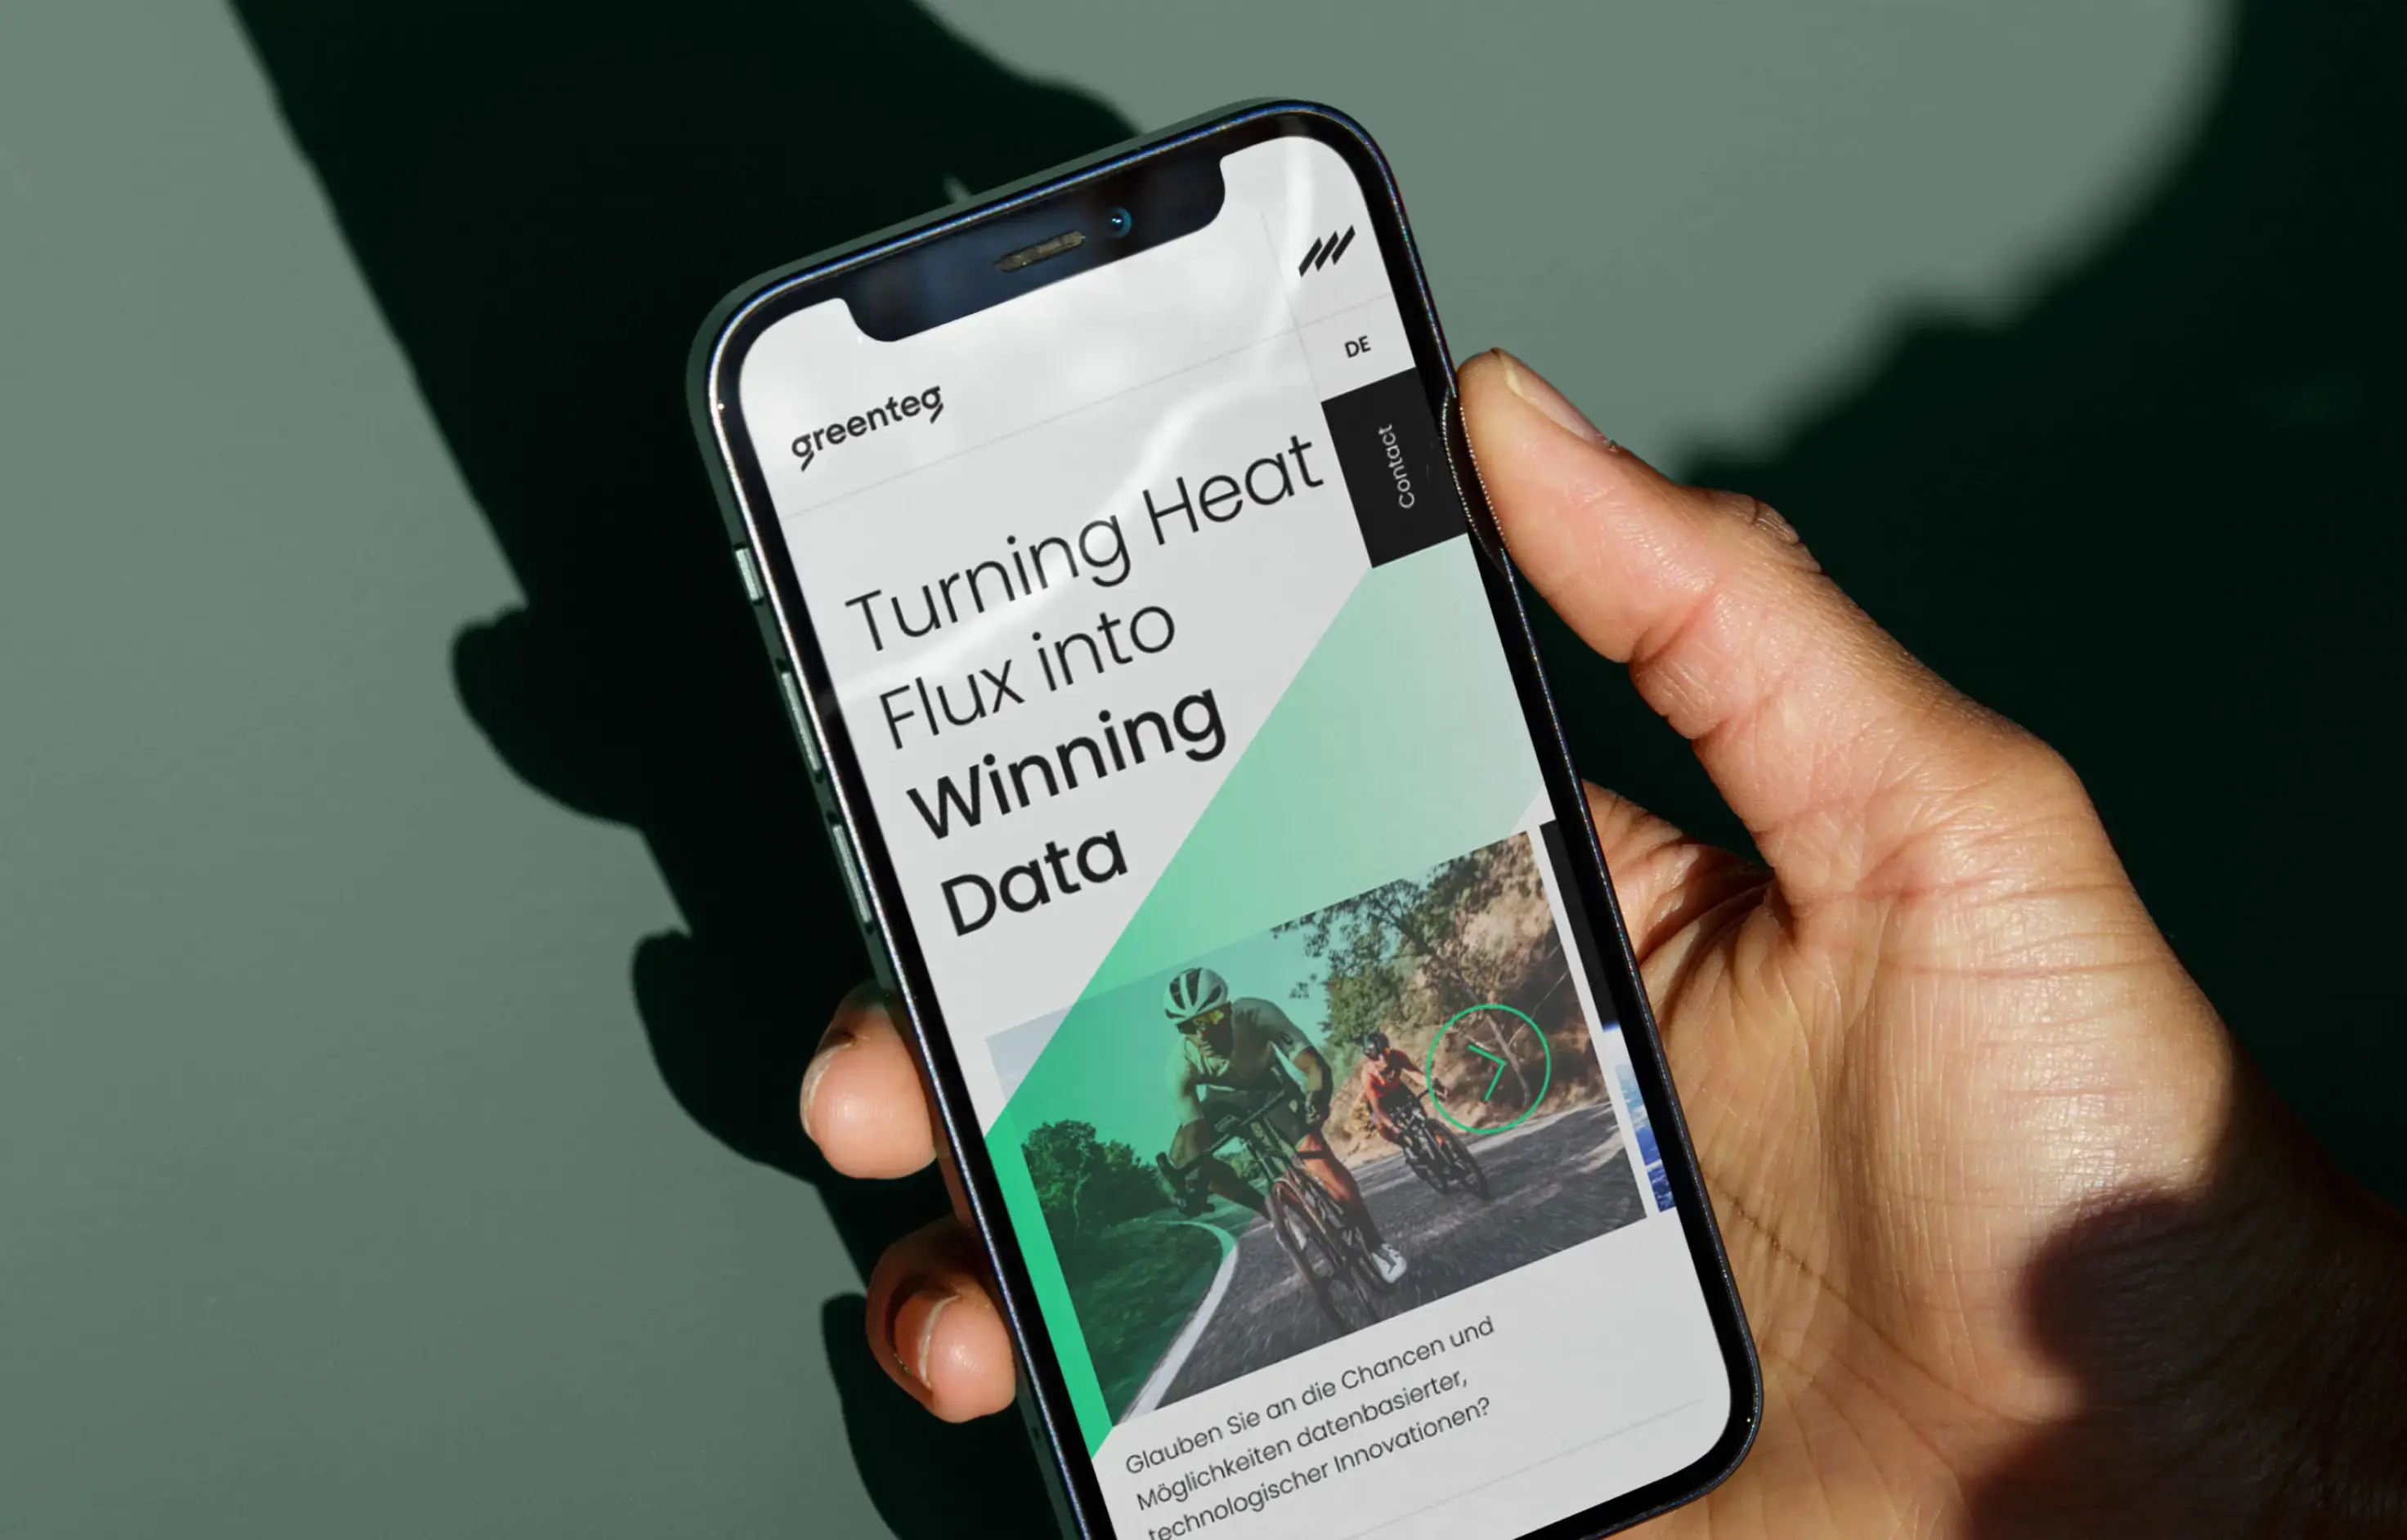 greenteg
DE
Contact
Turning Heat
Flux into
Winning
Data
Glauben Sie an die Chancen und
Möglichkeiten datenbasierter,
technologischer Innovationen?